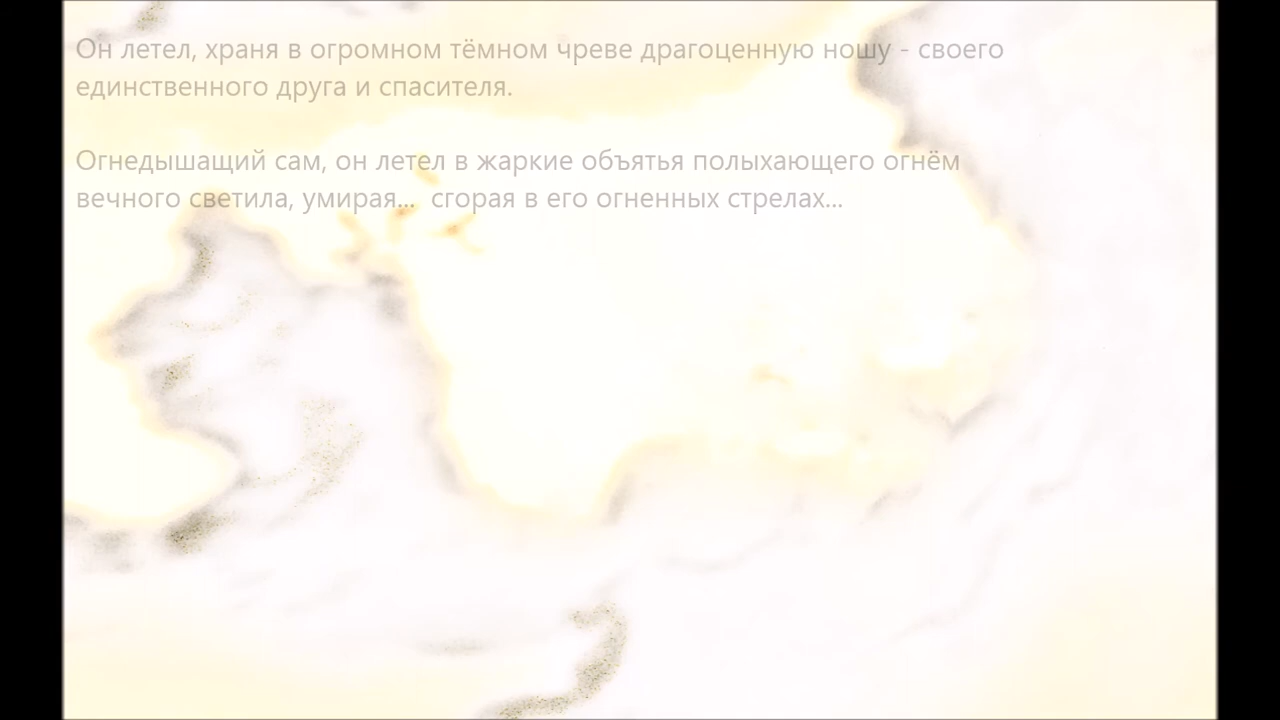 Он летел, храня в огромном тёмном чреве драгоценную ношу - своего
единственного друга и спасителя.
Огнедышащий сам, он летел в жаркие объятья полыхающего огнём
вечного светила, умирая...  сгорая в его огненных стрелах...